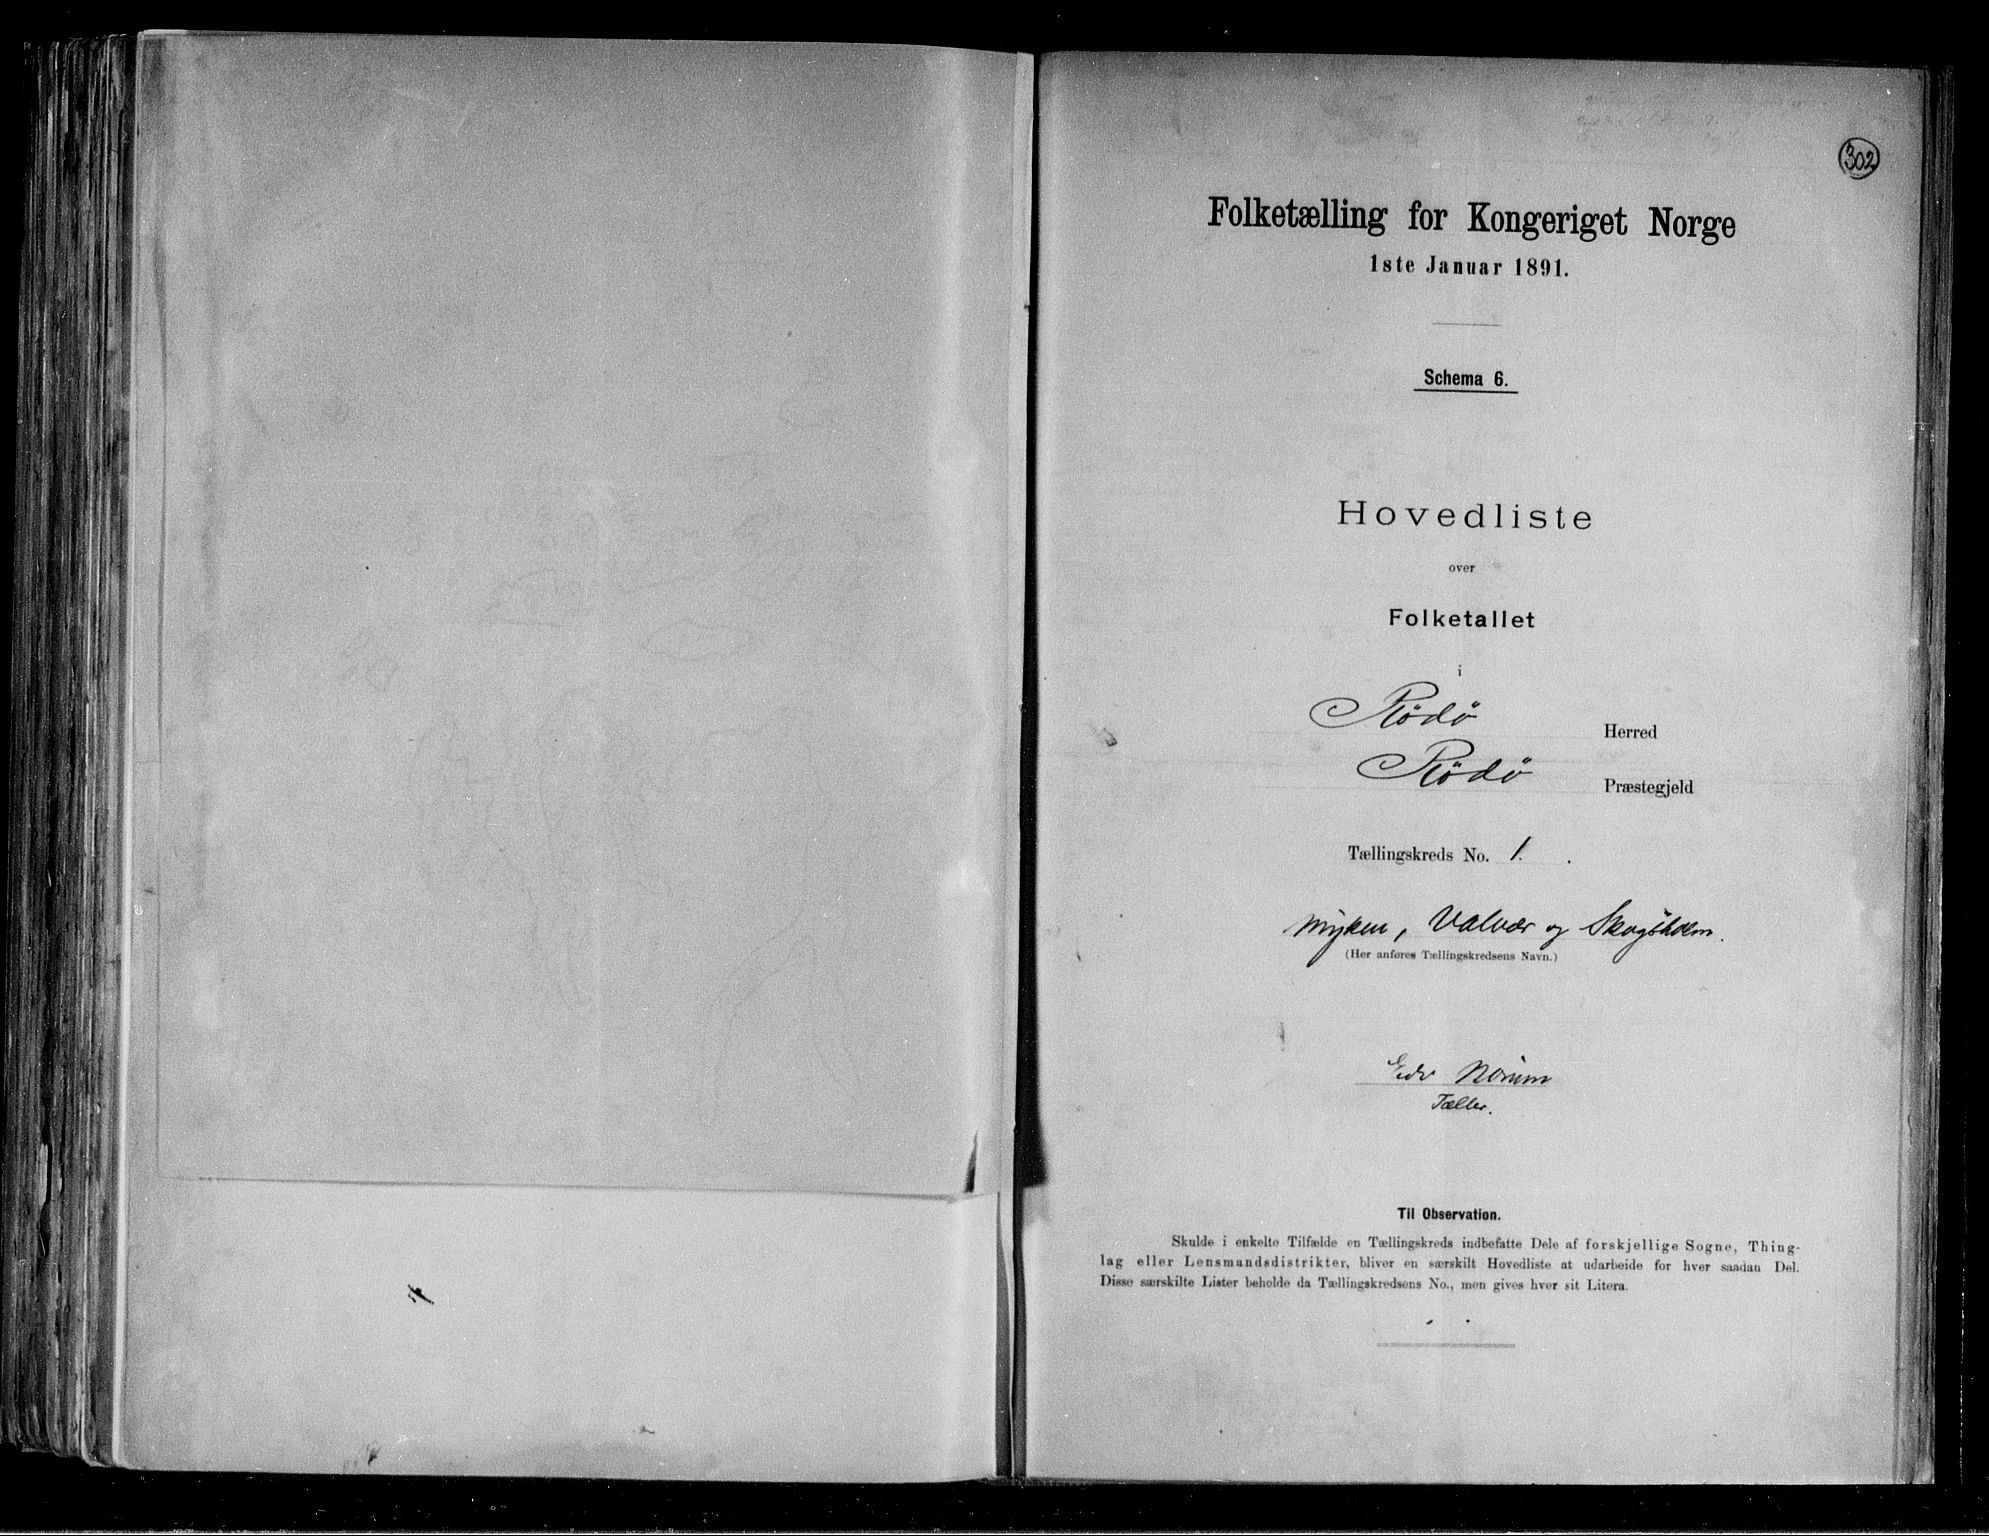 302
Folketælling for Kongeriget Norge
1ste Januar 1891.
Schema 6.
Hovedliste
over
Folketallet
i
Rødø Herred
Rødø Præstegjeld
Tællingskreds No. 1.
Myken, Valvær og Skogsholm.
(Her anføres Tællingskredsens Navn.)
Edv
Tæller.
Til Observation.
Skulde i enkelte Tilfælde en Tællingskreds indbefatte Dele af forskjellige Sogne, Thing-
lag eller Lensmandsdistrikter, bliver en særskilt Hovedliste at udarbeide for hver saadan Del.
Disse særskilte Lister beholde da Tællingskredsens No., men gives hver sit Litera.